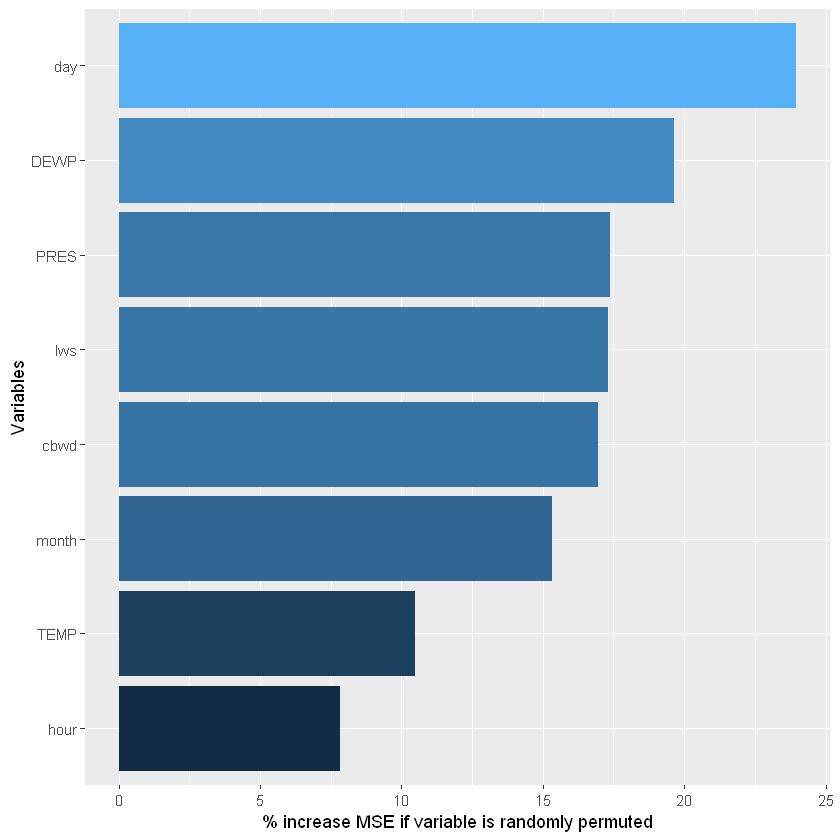 day
DEWP
PRES
lws
cbwd
month
TEMP
hour
Variables
0 5 10 15 20 25
% increase MSE if variable is randomly permuted